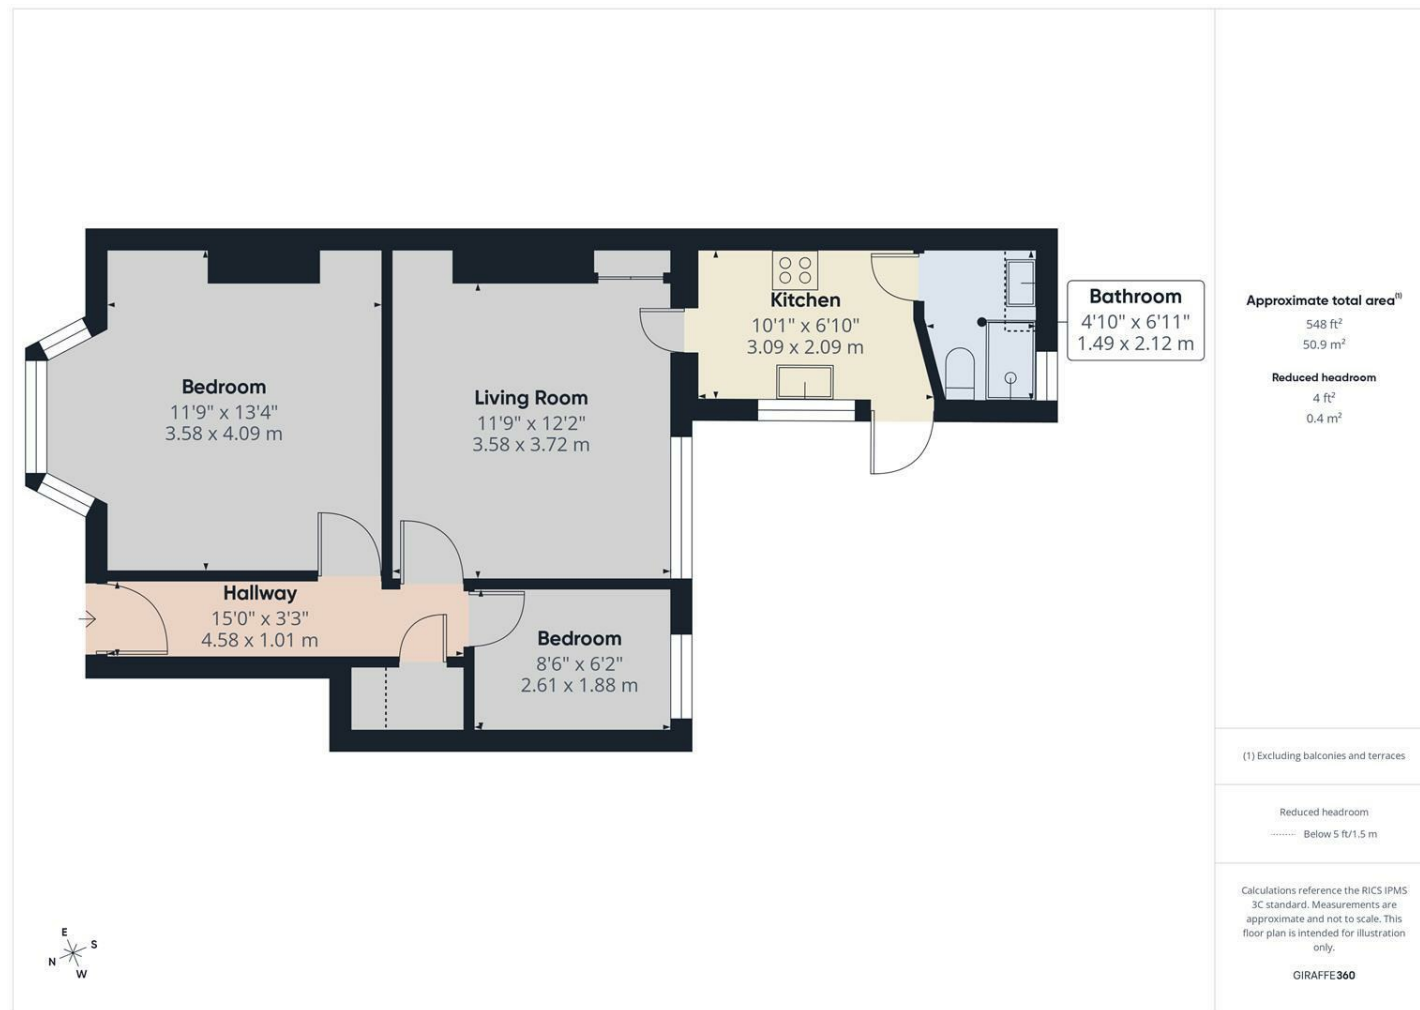 Bedroom
11'9" x 13'4"
3.58 x 4.09 m
Living Room
11'9" x 12'2"
3.58 x 3.72 m
Kitchen
10'1" x 6'10"
3.09 x 2.09 m
Bathroom
4'10" x 6'11"
1.49 x 2.12 m
Hallway
15'0" x 3'3"
4.58 x 1.01 m
Bedroom
8'6" x 6'2"
2.61 x 1.88 m
E
S
N
W
Approximate total area(1)
548 ft²
50.9 m²
Reduced headroom
4 ft²
0.4 m²
(1) Excluding balconies and terraces
Reduced headroom
Below 5 ft/1.5 m
Calculations reference the RICS IPMS
3C standard. Measurements are
approximate and not to scale. This
floor plan is intended for illustration
only.
GIRAFFE360